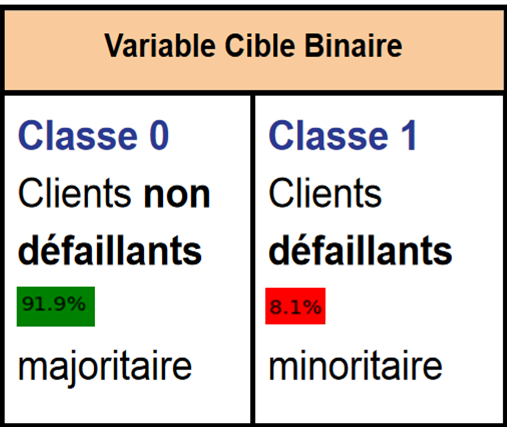 Variable Cible Binaire
Classe 0
Clients non
défaillants
91.9%
majoritaire
Classe 1
Clients
défaillants
8.1%
minoritaire